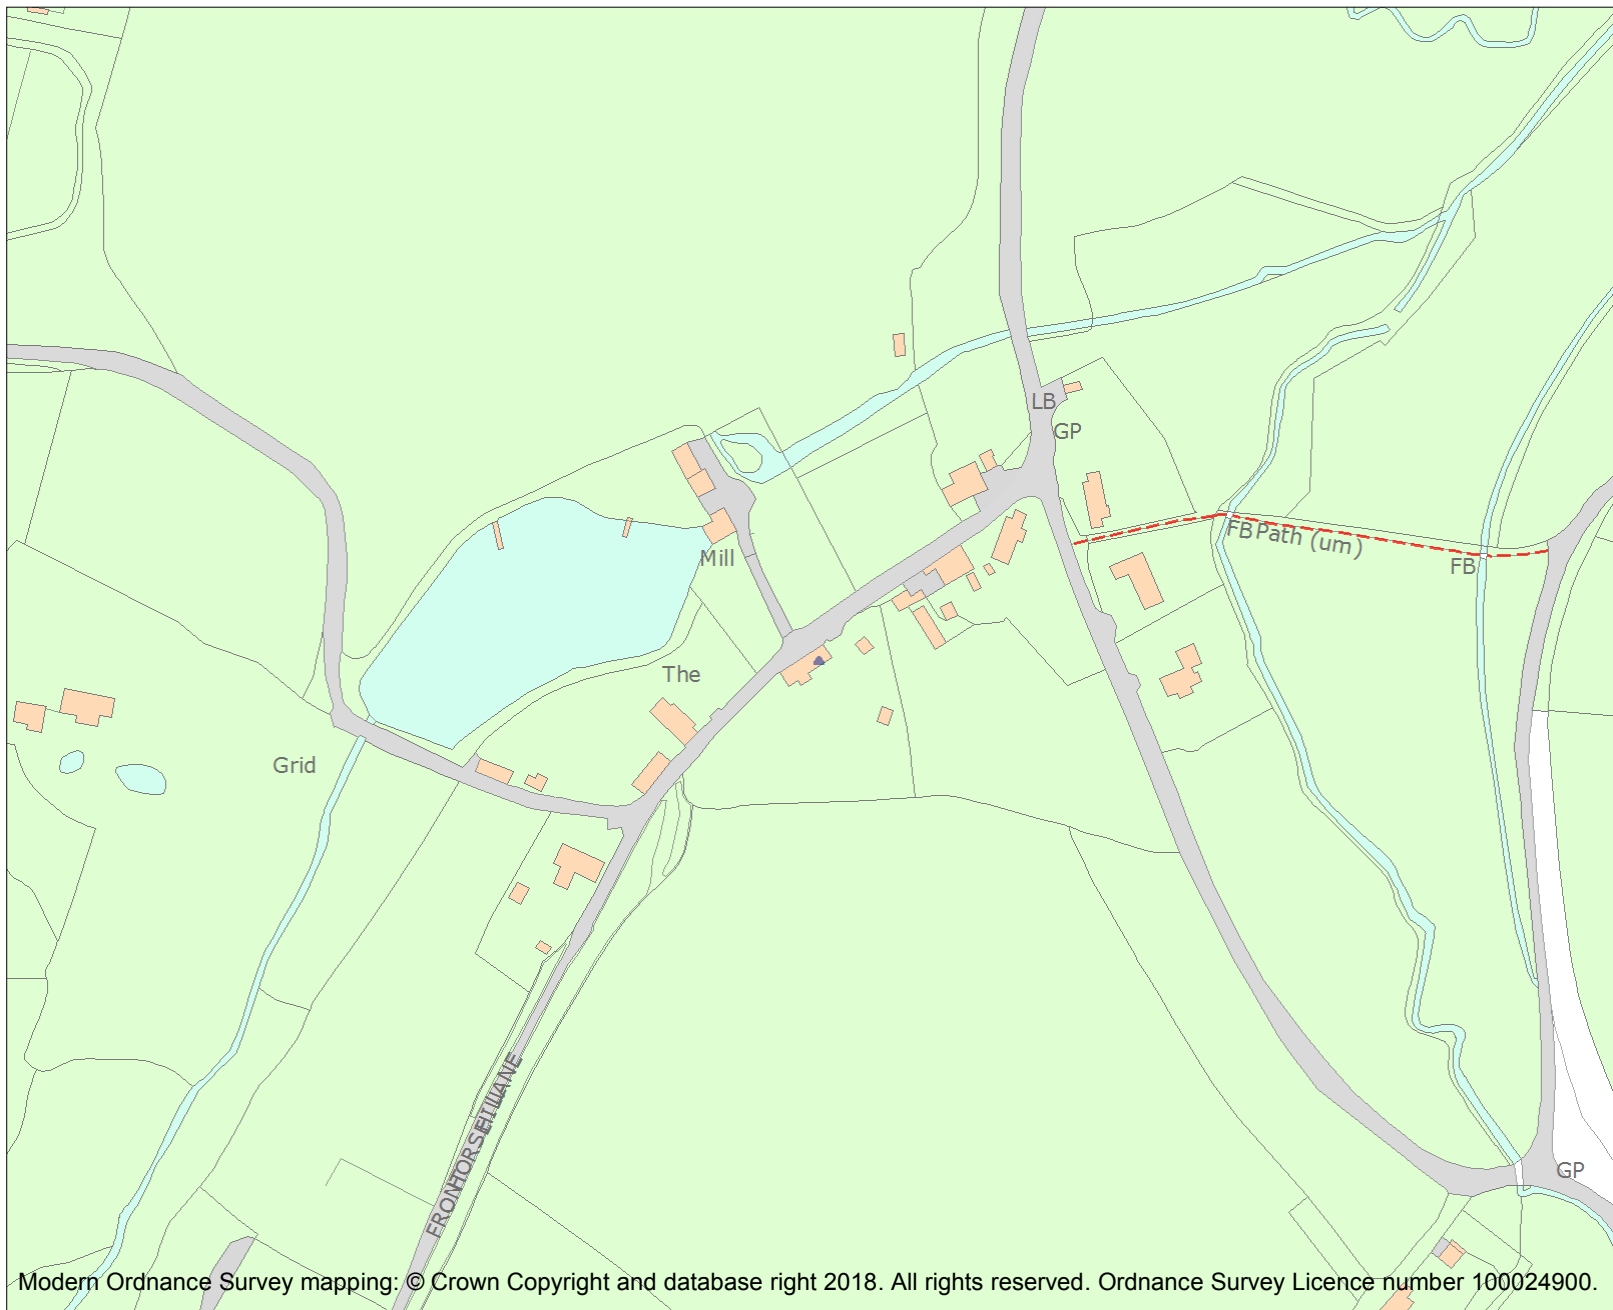 LB
GP
FB Path (um)
FB
Mill
The
Grid
GP
Modern Ordnance Survey mapping: © Crown Copyright and database right 2018. All rights reserved. Ordnance Survey Licence number 100024900.